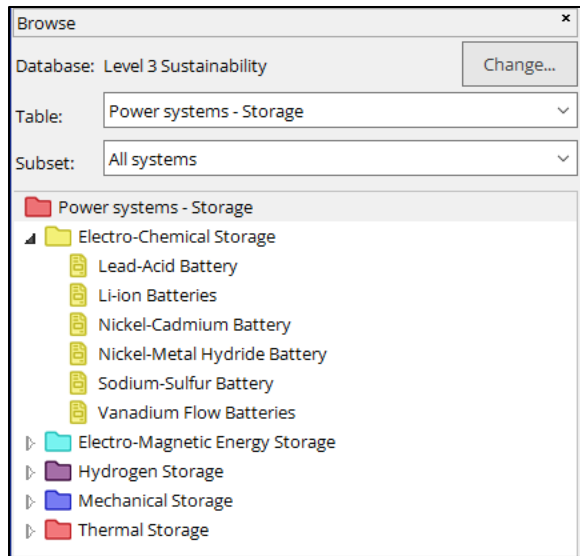 Browse ×
Database: Level 3 Sustainability Change...
Table: Power systems - Storage
Subset: All systems
Power systems - Storage
Electro-Chemical Storage
Lead-Acid Battery
Li-ion Batteries
Nickel-Cadmium Battery
Nickel-Metal Hydride Battery
Sodium-Sulfur Battery
Vanadium Flow Batteries
Electro-Magnetic Energy Storage
Hydrogen Storage
Mechanical Storage
Thermal Storage